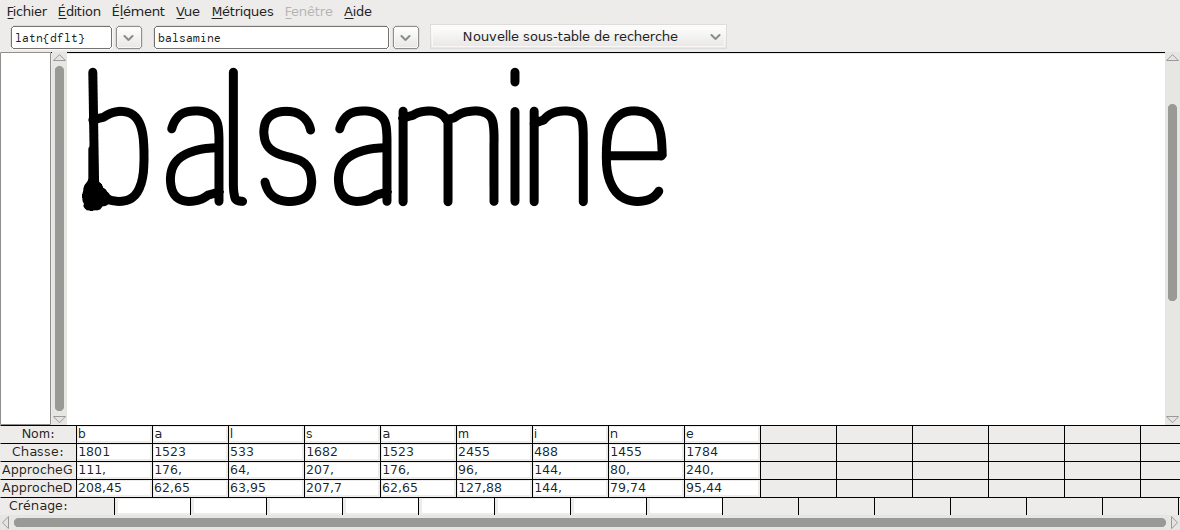 Fichier Édition Élément Vue Métriques Fenêtre Aide
latn{dflt} balsamine Nouvelle sous-table de recherche
balsamine
Nom: b a l s a m i n e
Chasse: 1801 1523 533 1682 1523 2455 488 1455 1784
ApprocheG 111, 176, 64, 207, 176, 96, 144, 80, 240,
ApprocheD 208,45 62,65 63,95 207,7 62,65 127,88 144, 79,74 95,44
Crénage: